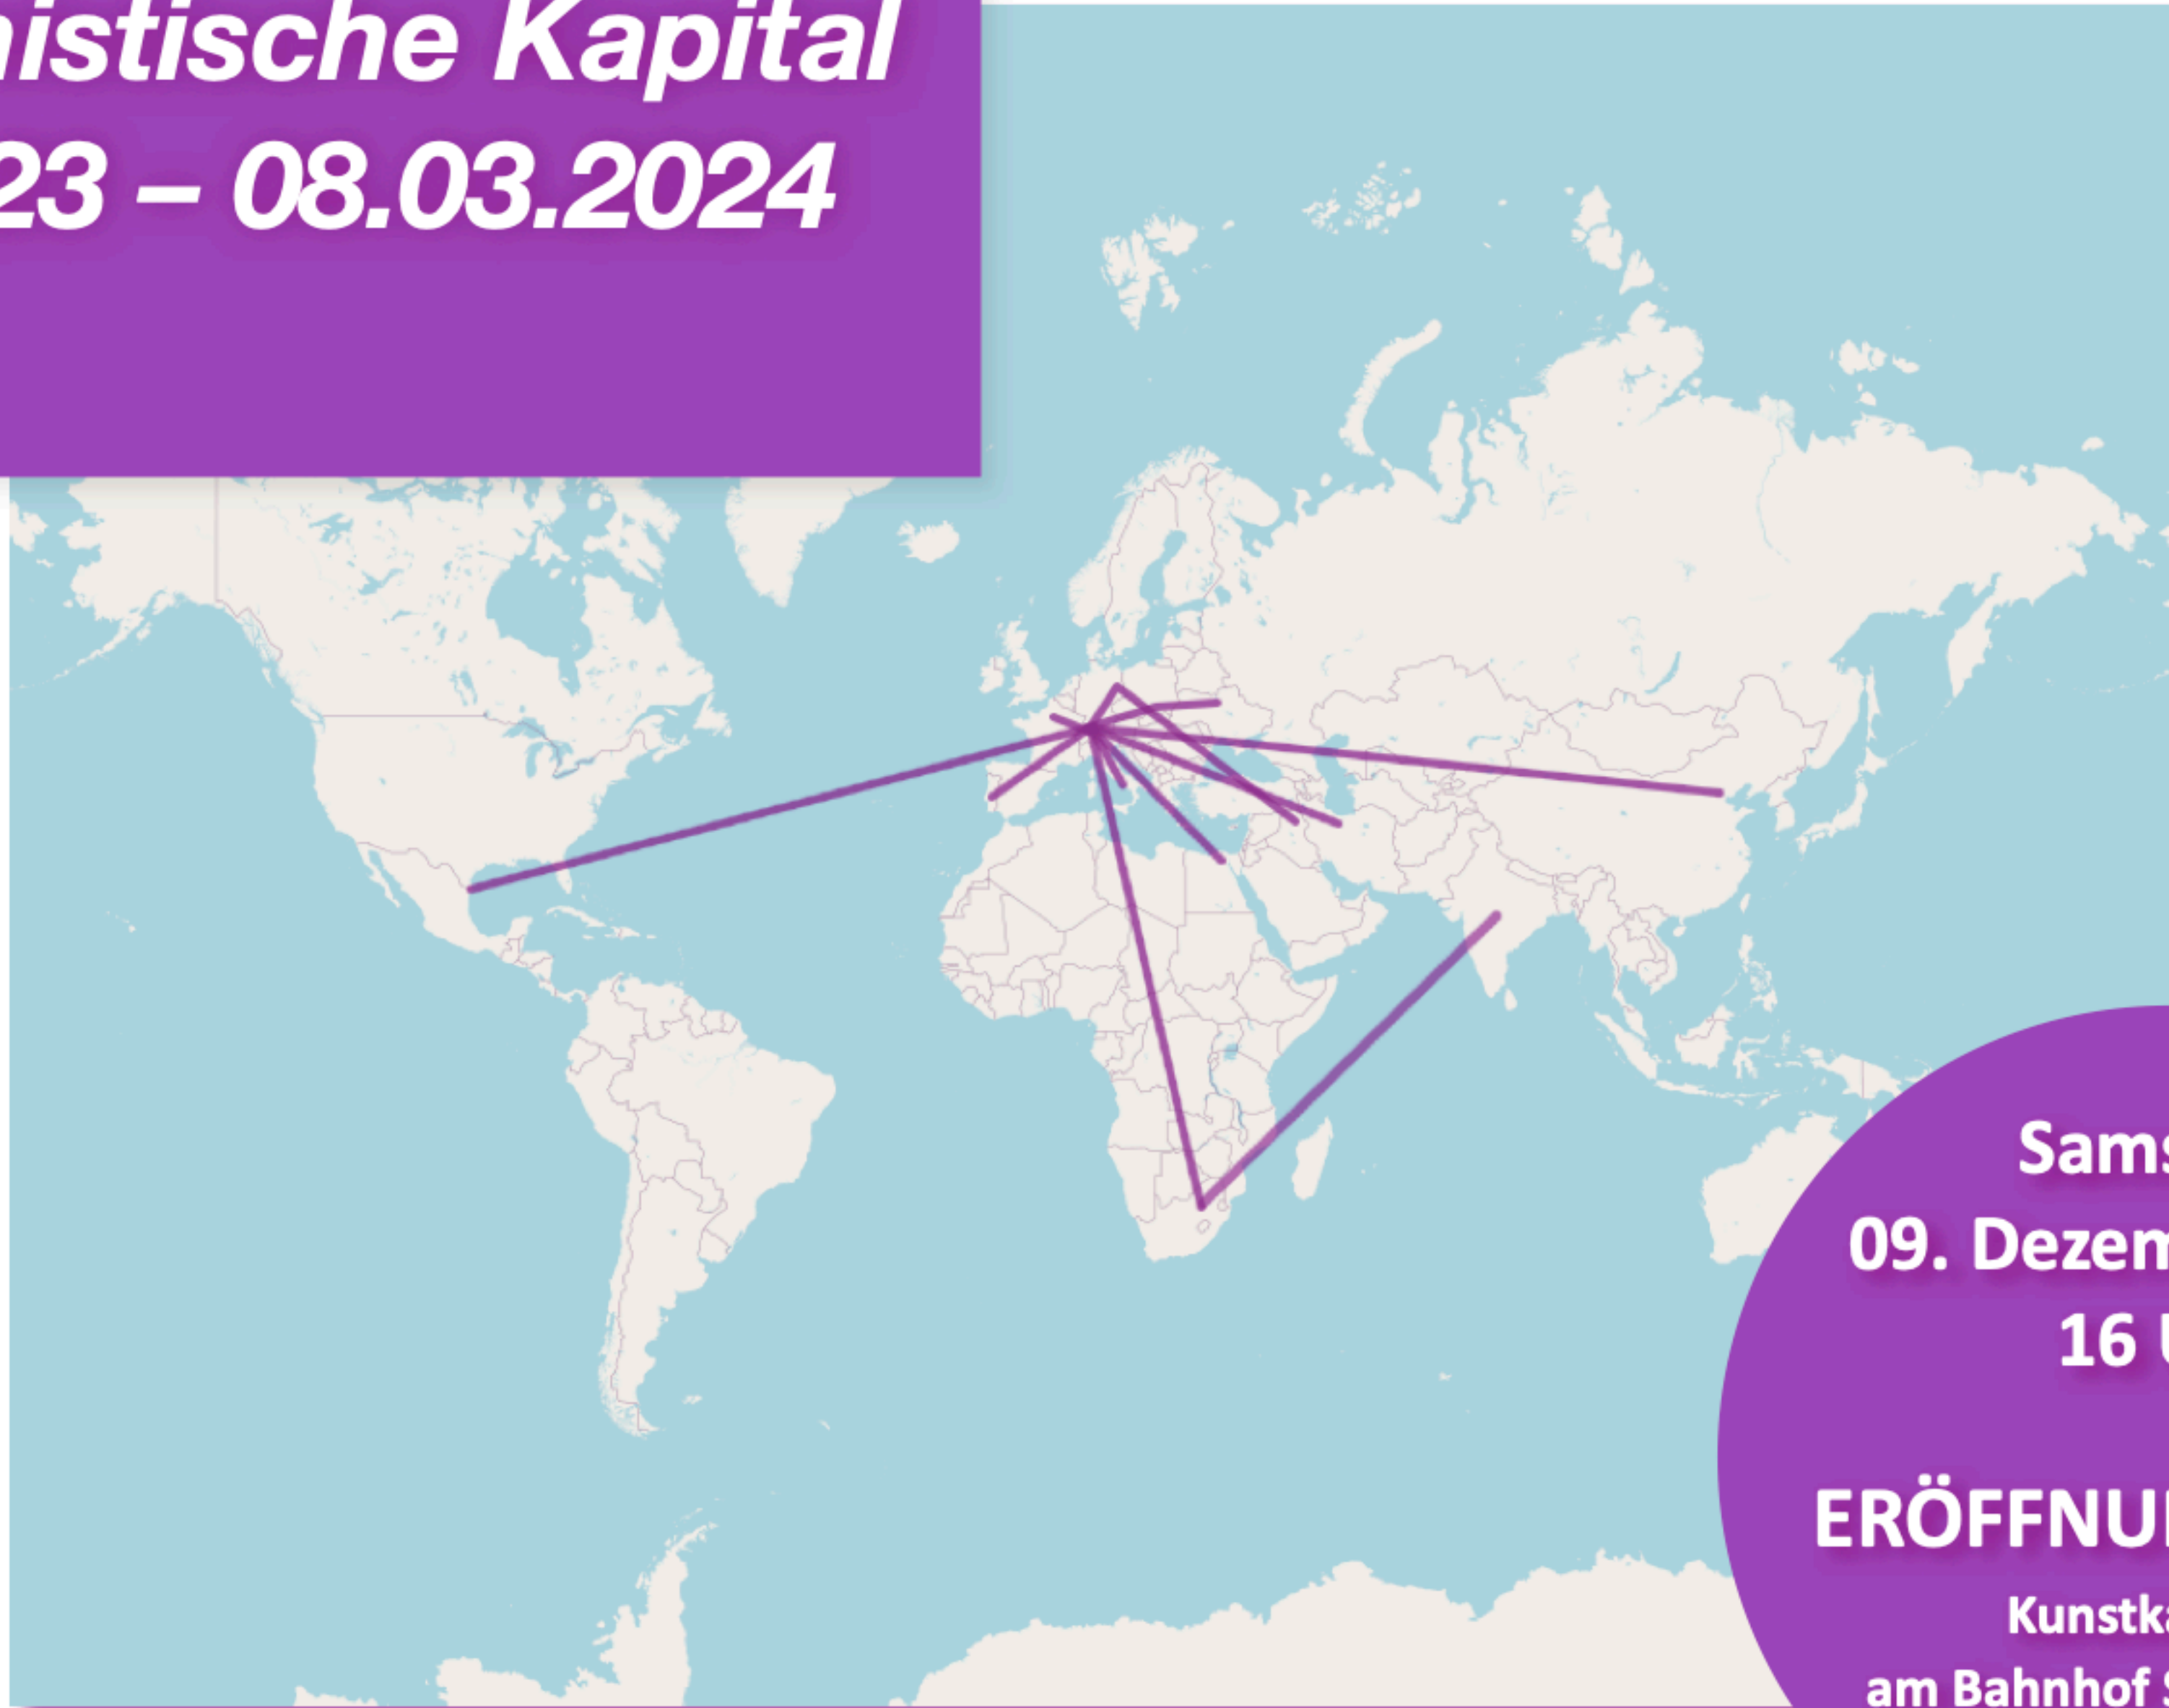 istische Kapital
23 – 08.03.2024
Sams
09. Dezem
16 U
ERÖFFNU
Kunstka
am Bahnhof S